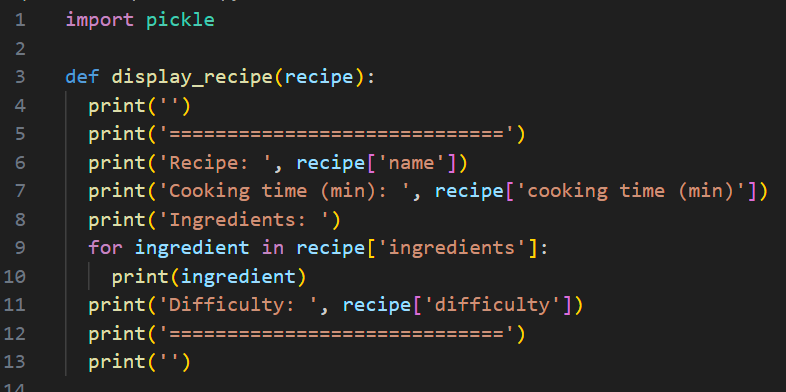 1 import pickle
2
3 def display_recipe(recipe):
4   print('')
5   print('=============================')
6   print('Recipe: ', recipe['name'])
7   print('Cooking time (min): ', recipe['cooking time (min)'])
8   print('Ingredients: ')
9   for ingredient in recipe['ingredients']:
10     print(ingredient)
11   print('Difficulty: ', recipe['difficulty'])
12   print('=============================')
13   print('')
14